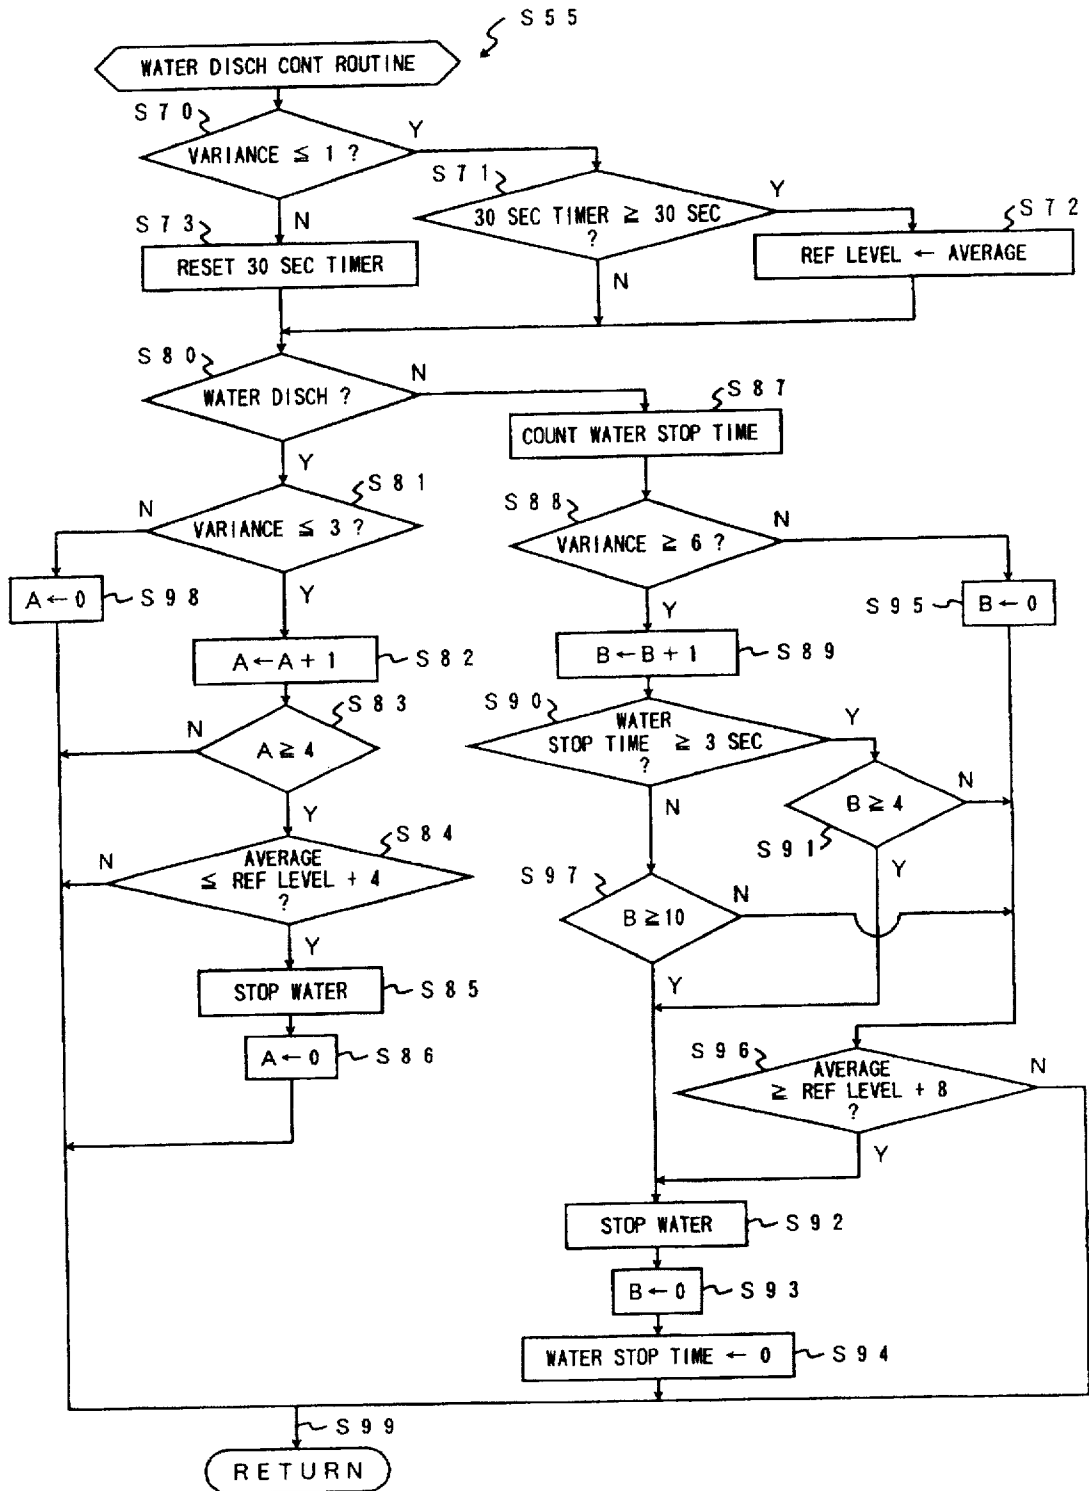 S55
WATER DISCH CONT ROUTINE
S70
VARIANCE ≦ 1 ?
Y
N
S71
30 SEC TIMER ≧ 30 SEC
?
Y
N
S72
REF LEVEL ← AVERAGE
S73
RESET 30 SEC TIMER
S80
WATER DISCH ?
N
Y
S87
COUNT WATER STOP TIME
S81
VARIANCE ≦ 3 ?
N
Y
S88
VARIANCE ≧ 6 ?
N
Y
A ← 0
S98
S95
B ← 0
A ← A + 1
S82
B ← B + 1
S89
S83
A ≧ 4
N
Y
S90
WATER
STOP TIME ≧ 3 SEC
?
Y
N
B ≧ 4
N
S91
Y
S84
AVERAGE
≦ REF LEVEL + 4
?
N
Y
S97
B ≧ 10
N
Y
STOP WATER
S85
A ← 0
S86
S96
AVERAGE
≧ REF LEVEL + 8
?
N
Y
STOP WATER
S92
B ← 0
S93
WATER STOP TIME ← 0
S94
S99
RETURN